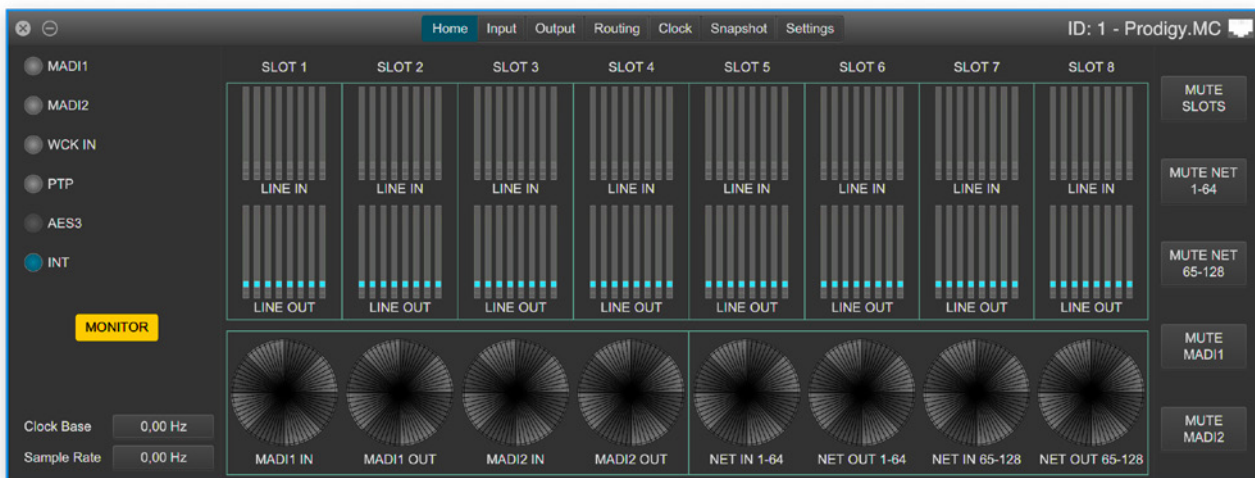 Home Input Output Routing Clock Snapshot Settings
ID: 1 - Prodigy.MC
MADI1
MADI2
WCK IN
PTP
AES3
INT
MONITOR
Clock Base 0,00 Hz
Sample Rate 0,00 Hz
SLOT 1 SLOT 2 SLOT 3 SLOT 4 SLOT 5 SLOT 6 SLOT 7 SLOT 8
LINE IN LINE IN LINE IN LINE IN LINE IN LINE IN LINE IN LINE IN
LINE OUT LINE OUT LINE OUT LINE OUT LINE OUT LINE OUT LINE OUT LINE OUT
MADI1 IN MADI1 OUT MADI2 IN MADI2 OUT NET IN 1-64 NET OUT 1-64 NET IN 65-128 NET OUT 65-128
MUTE
SLOTS
MUTE NET
1-64
MUTE NET
65-128
MUTE
MADI1
MUTE
MADI2